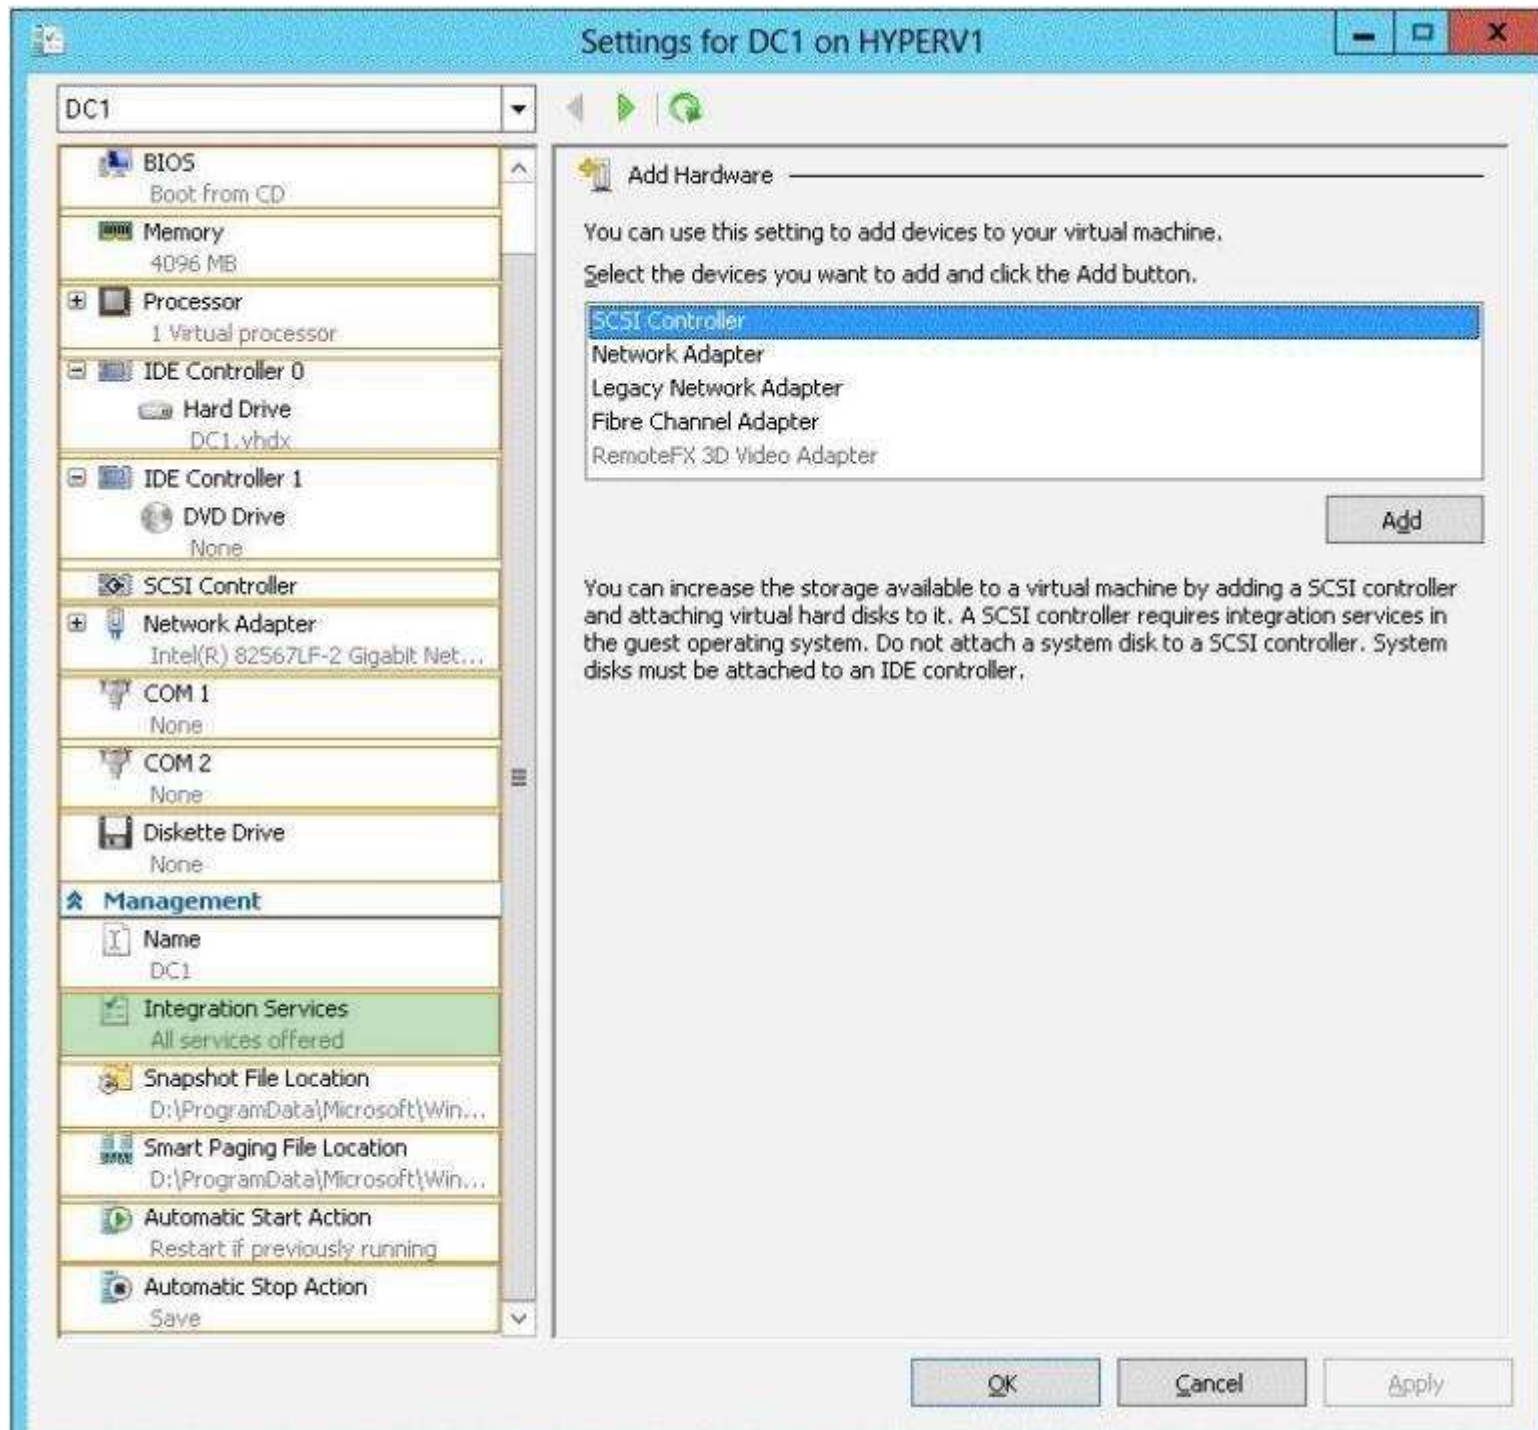 Settings for DC1 on HYPERV1
DC1
BIOS
Boot from CD
Memory
4096 MB
Processor
1 Virtual processor
IDE Controller 0
Hard Drive
DC1.vhdx
IDE Controller 1
DVD Drive
None
SCSI Controller
Network Adapter
Intel(R) 82567LF-2 Gigabit Net...
COM 1
None
COM 2
None
Diskette Drive
None
Management
Name
DC1
Integration Services
All services offered
Snapshot File Location
D:\ProgramData\Microsoft\Win...
Smart Paging File Location
D:\ProgramData\Microsoft\Win...
Automatic Start Action
Restart if previously running
Automatic Stop Action
Save
Add Hardware
You can use this setting to add devices to your virtual machine.
Select the devices you want to add and click the Add button.
SCSI Controller
Network Adapter
Legacy Network Adapter
Fibre Channel Adapter
RemoteFX 3D Video Adapter
Add
You can increase the storage available to a virtual machine by adding a SCSI controller
and attaching virtual hard disks to it. A SCSI controller requires integration services in
the guest operating system. Do not attach a system disk to a SCSI controller. System
disks must be attached to an IDE controller.
OK
Cancel
Apply